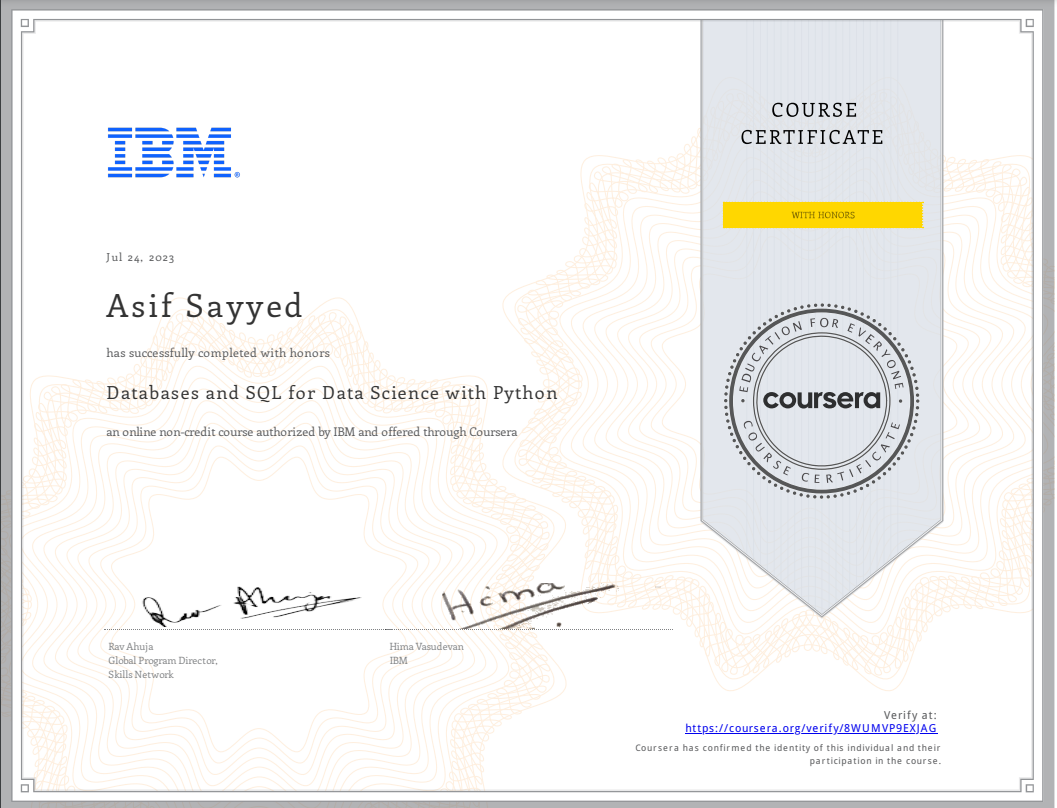 COURSE
CERTIFICATE
IBM®
WITH HONORS
Jul 24, 2023
Asif Sayyed
has successfully completed with honors
Databases and SQL for Data Science with Python
an online non-credit course authorized by IBM and offered through Coursera
EDUCATION FOR EVERYONE
coursera
COURSE CERTIFICATE
Rav Ahuja
Hima
Rav Ahuja
Global Program Director,
Skills Network
Hima Vasudevan
IBM
Verify at:
https://coursera.org/verify/8WUMVP9EXJAG
Coursera has confirmed the identity of this individual and their
participation in the course.